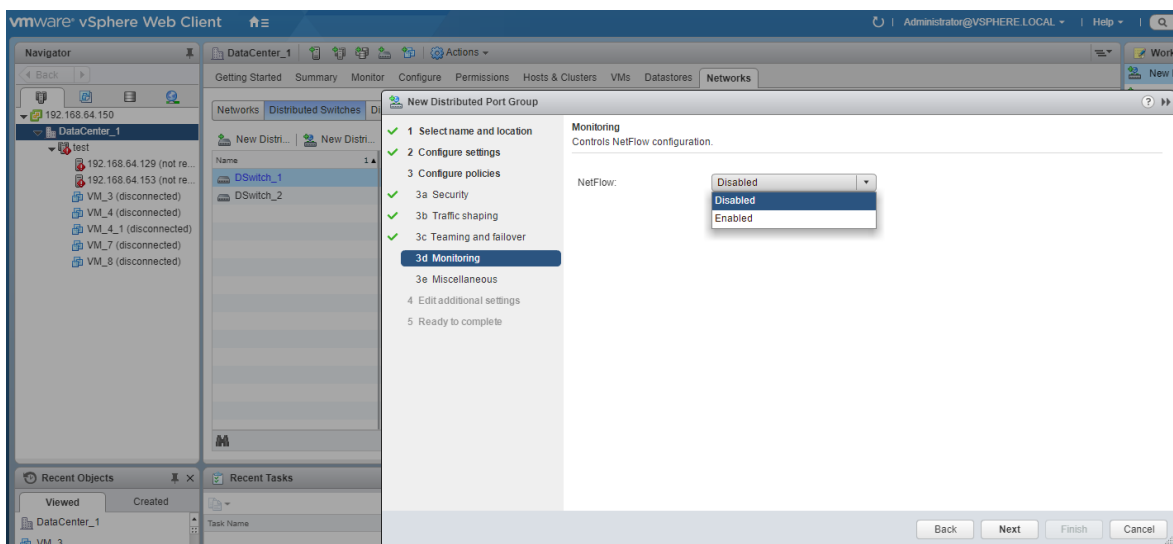 vmware® vSphere Web Client
Administrator@VSPHERE.LOCAL
Help
Navigator
DataCenter_1
Actions
Work
Back
Getting Started Summary Monitor Configure Permissions Hosts & Clusters VMs Datastores Networks
New
192.168.64.150
DataCenter_1
test
192.168.64.129 (not re...
192.168.64.153 (not re...
VM_3 (disconnected)
VM_4 (disconnected)
VM_4_1 (disconnected)
VM_7 (disconnected)
VM_8 (disconnected)
Networks Distributed Switches Di
New Distri... New Distri...
Name 1
DSwitch_1
DSwitch_2
New Distributed Port Group
1 Select name and location
2 Configure settings
3 Configure policies
3a Security
3b Traffic shaping
3c Teaming and failover
3d Monitoring
3e Miscellaneous
4 Edit additional settings
5 Ready to complete
Monitoring
Controls NetFlow configuration.
NetFlow: Disabled
Disabled
Enabled
Back Next Finish Cancel
Recent Objects
Viewed Created
DataCenter_1
VM_3
Recent Tasks
Task Name